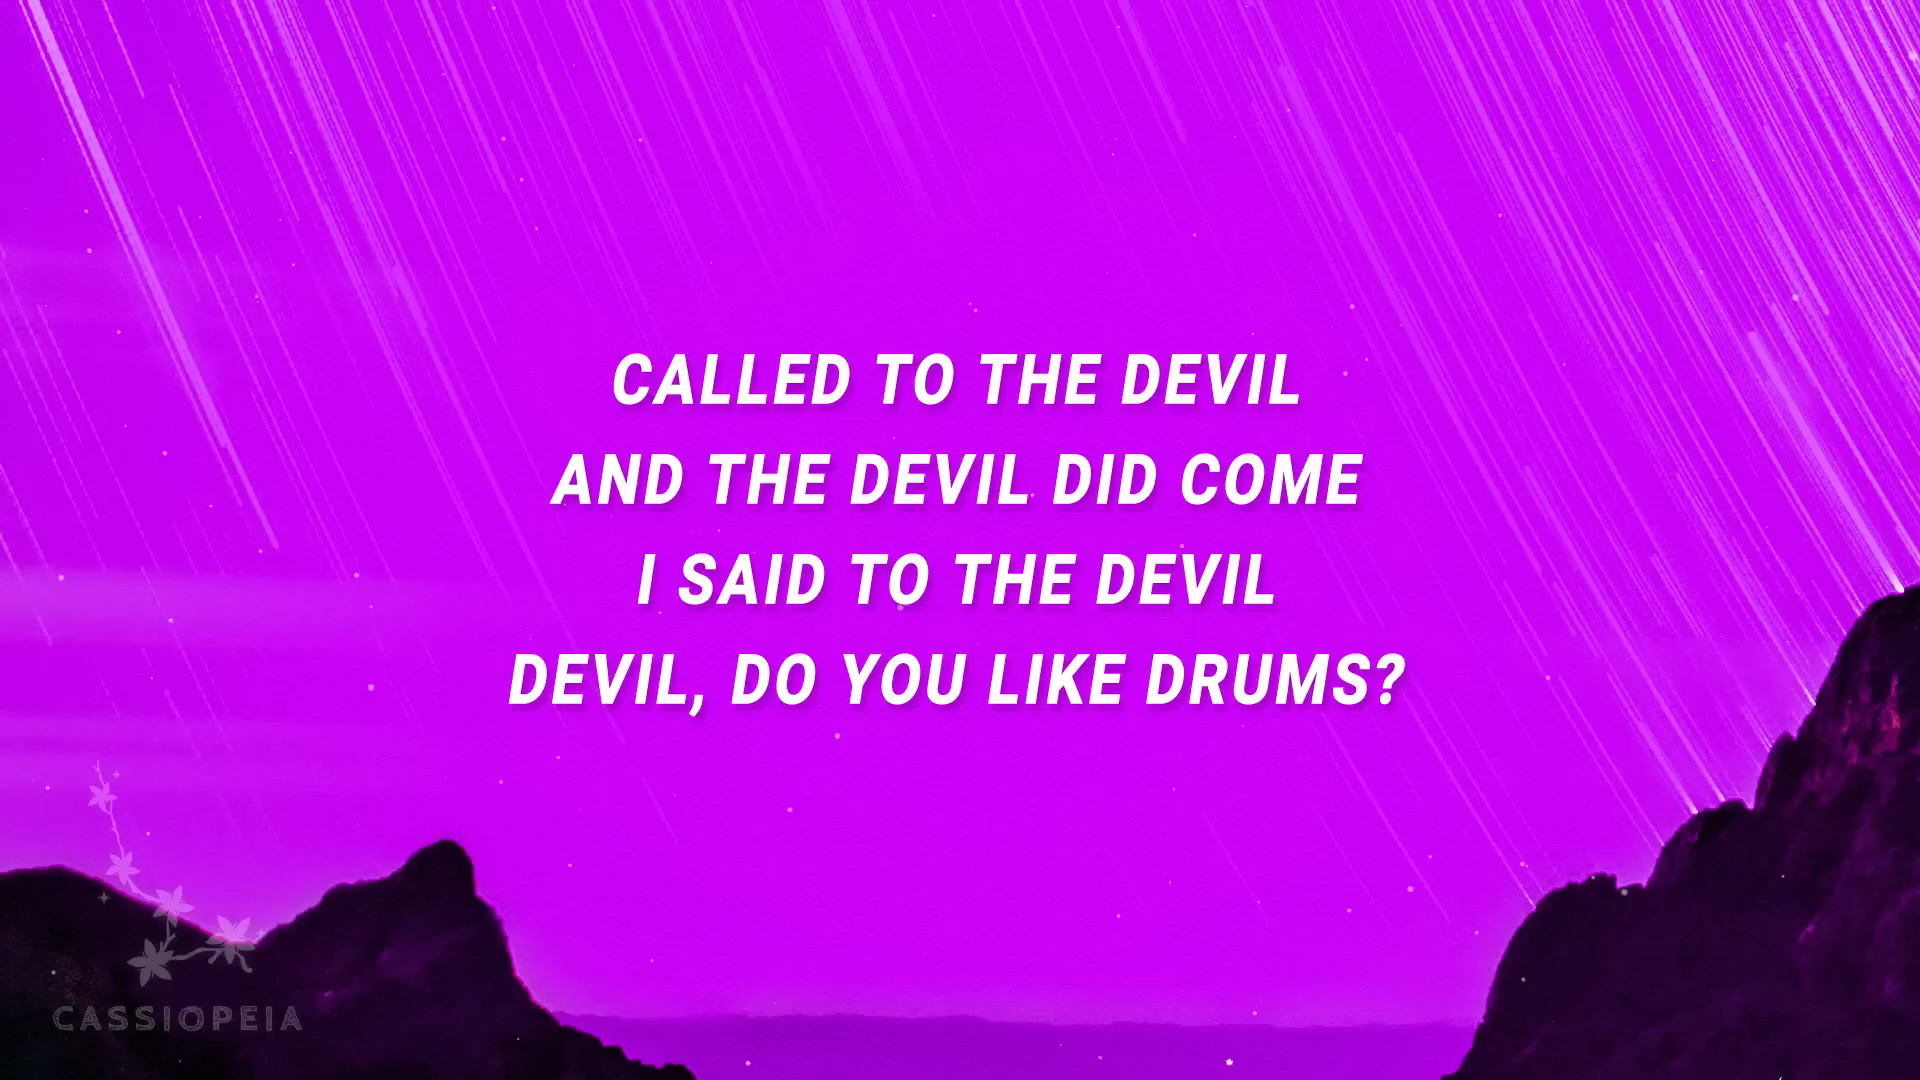 CALLED TO THE DEVIL
AND THE DEVIL DID COME
I SAID TO THE DEVIL
DEVIL, DO YOU LIKE DRUMS?
CASSIOPEIA